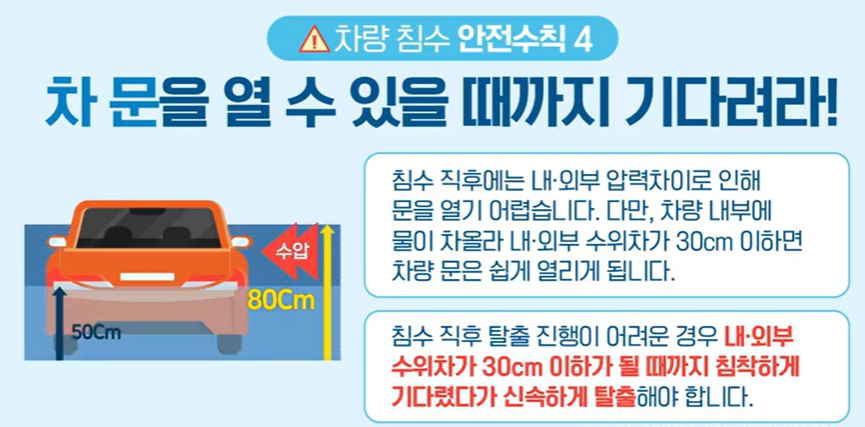 차량 침수 안전수칙 4
차 문을 열 수 있을 때까지 기다려라!
침수 직후에는 내·외부 압력차이로 인해
문을 열기 어렵습니다. 다만, 차량 내부에
물이 차올라 내·외부 수위차가 30cm 이하면
차량 문은 쉽게 열리게 됩니다.
수압
80Cm
50Cm
침수 직후 탈출 진행이 어려운 경우 내·외부
수위차가 30cm 이하가 될 때까지 침착하게
기다렸다가 신속하게 탈출해야 합니다.